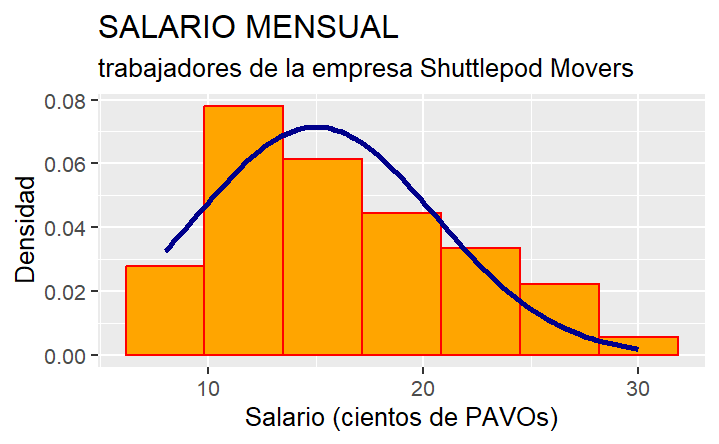 SALARIO MENSUAL
trabajadores de la empresa Shuttlepod Movers
0.08
0.06
0.04
0.02
0.00
Densidad
10 20 30
Salario (cientos de PAVOs)